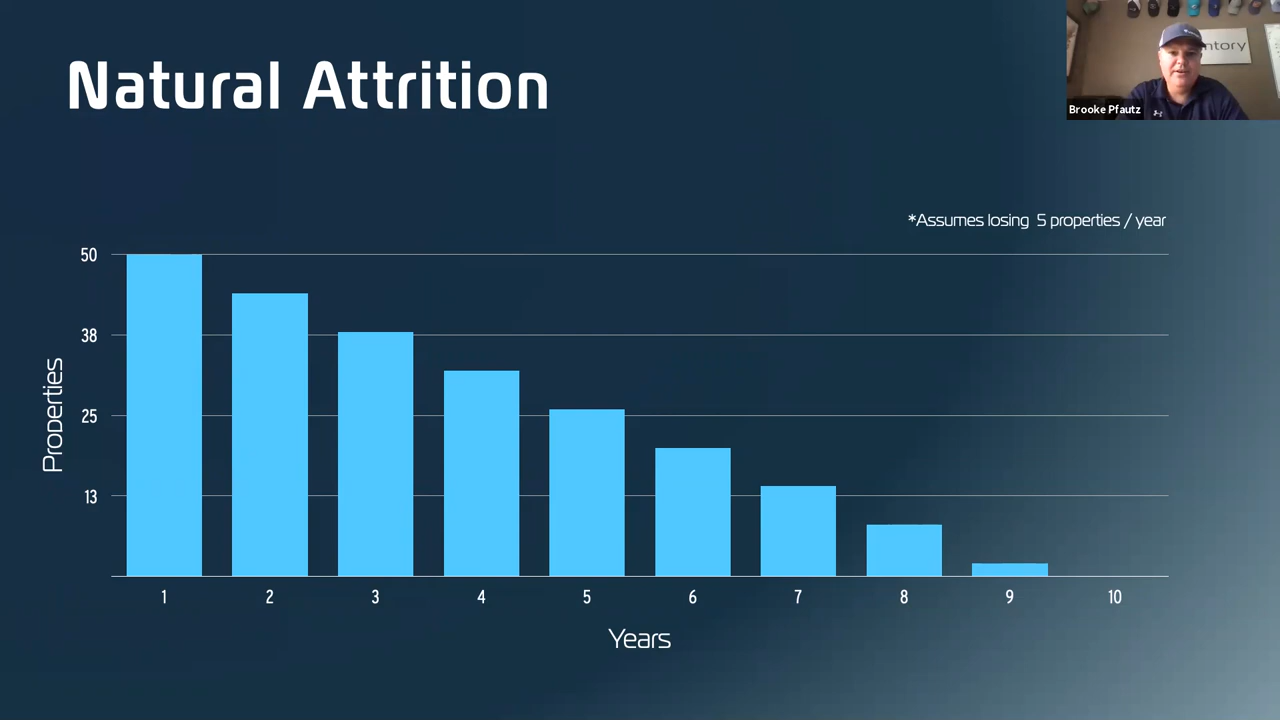 Natural Attrition
ntory
Brooke Pfautz
*Assumes losing 5 properties / year
50
38
25
13
Properties
1 2 3 4 5 6 7 8 9 10
Years